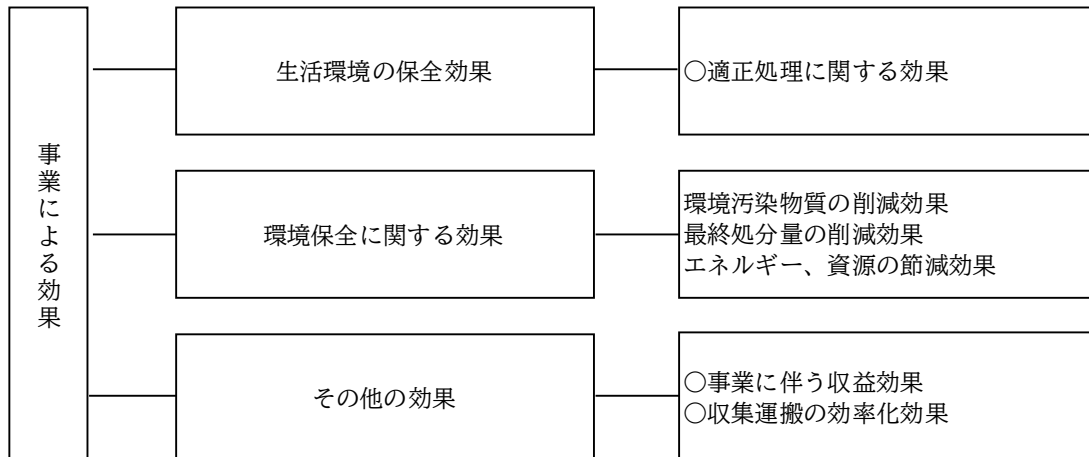 事業による効果
生活環境の保全効果
○適正処理に関する効果
環境保全に関する効果
環境汚染物質の削減効果
最終処分量の削減効果
エネルギー、資源の節減効果
その他の効果
○事業に伴う収益効果
○収集運搬の効率化効果